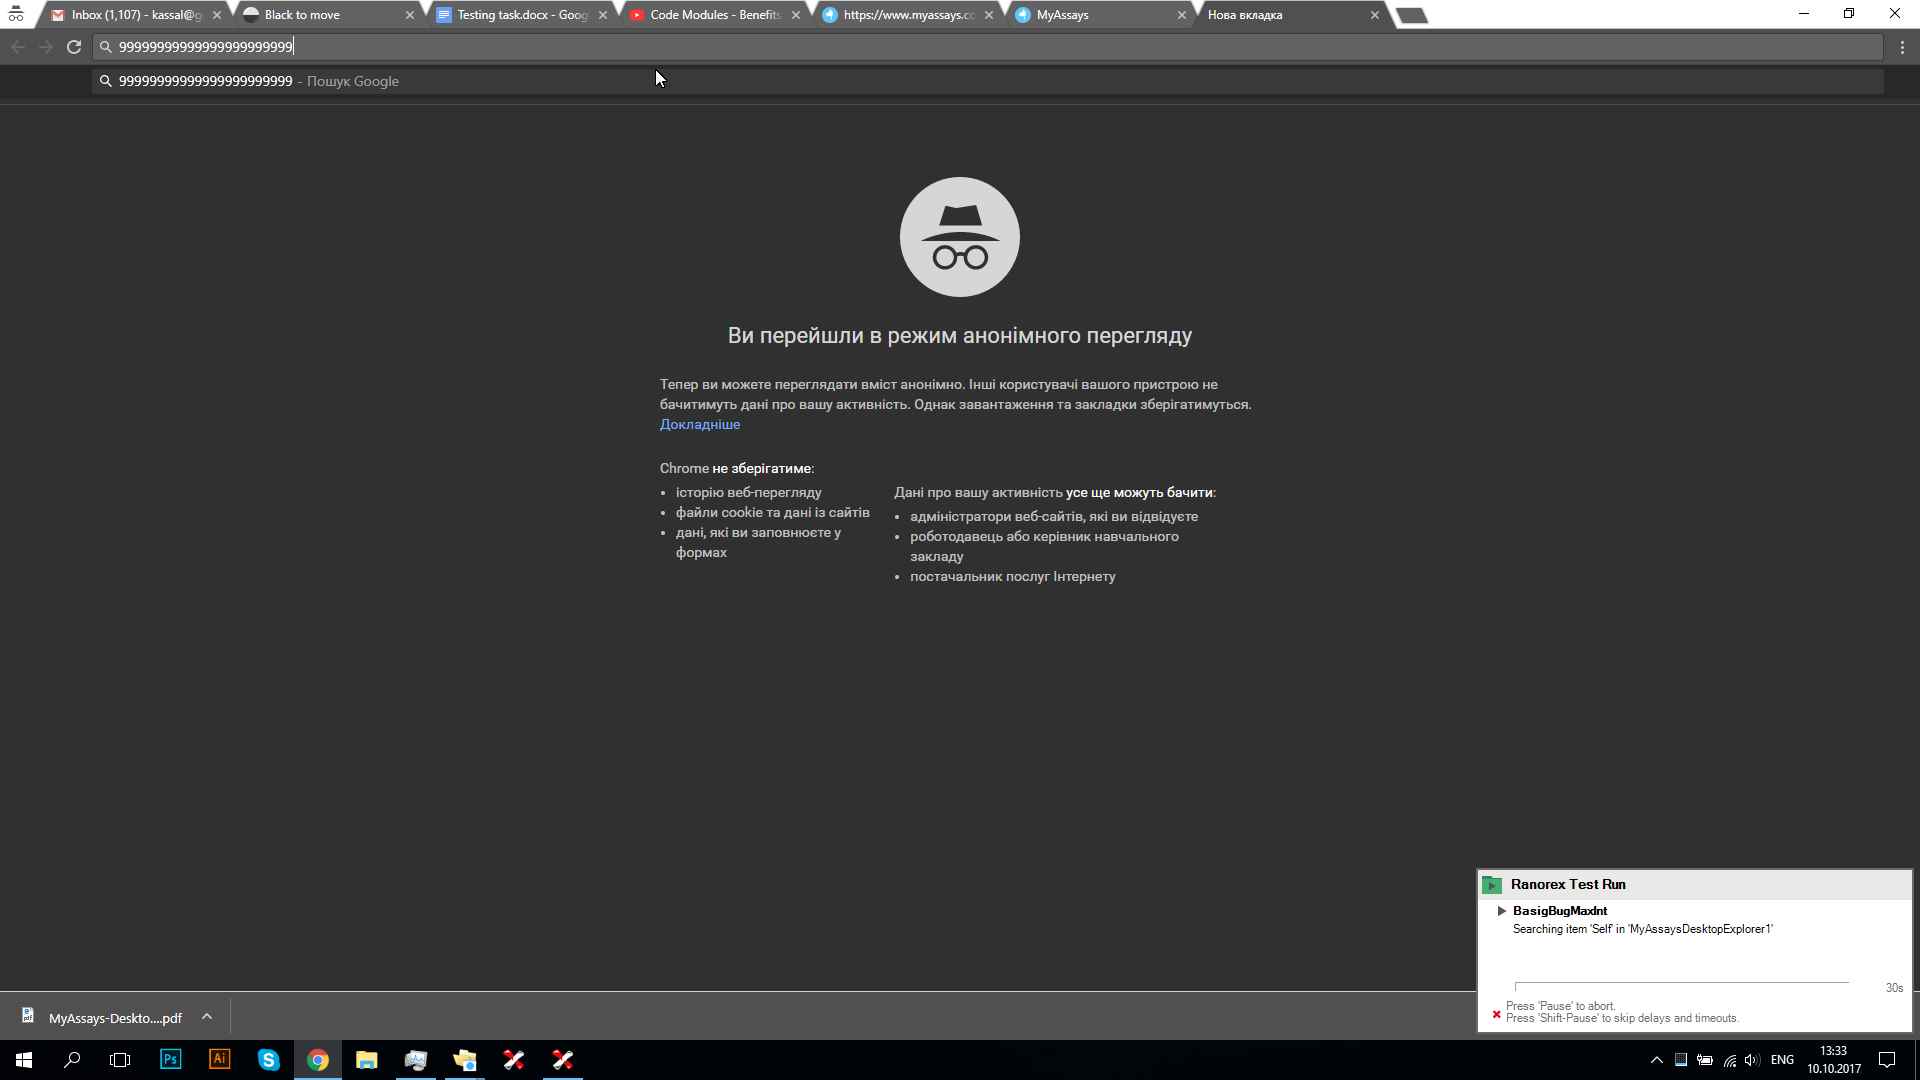 Inbox (1,107) - kassal@g
Black to move
Testing task.docx - Goog
Code Modules - Benefits
https://www.myassays.co
MyAssays
Нова вкладка
99999999999999999999999
99999999999999999999999 - Пошук Google
Ви перейшли в режим анонімного перегляду
Тепер ви можете переглядати вміст анонімно. Інші користувачі вашого пристрою не
бачитимуть дані про вашу активність. Однак завантаження та закладки зберігатимуться.
Докладніше
Chrome не зберігатиме:
історію веб-перегляду
файли cookie та дані із сайтів
дані, які ви заповнюєте у
формах
Дані про вашу активність усе ще можуть бачити:
адміністратори веб-сайтів, які ви відвідуєте
роботодавець або керівник навчального
закладу
постачальник послуг Інтернету
Ranorex Test Run
BasigBugMaxInt
Searching item 'Self' in 'MyAssaysDesktopExplorer1'
30s
Press 'Pause' to abort.
Press 'Shift-Pause' to skip delays and timeouts.
MyAssays-Deskto....pdf
Ps
Ai
ENG
13:33
10.10.2017